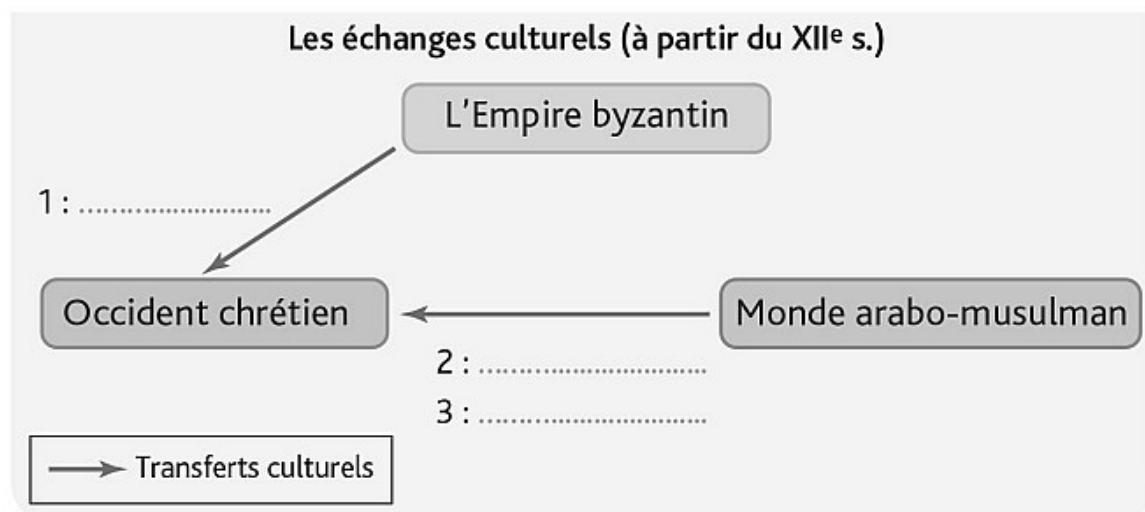 Les échanges culturels (à partir du XIIe s.)
L'Empire byzantin
1 : ............................
Occident chrétien
Monde arabo-musulman
2 : .................................
3 : .................................
Transferts culturels